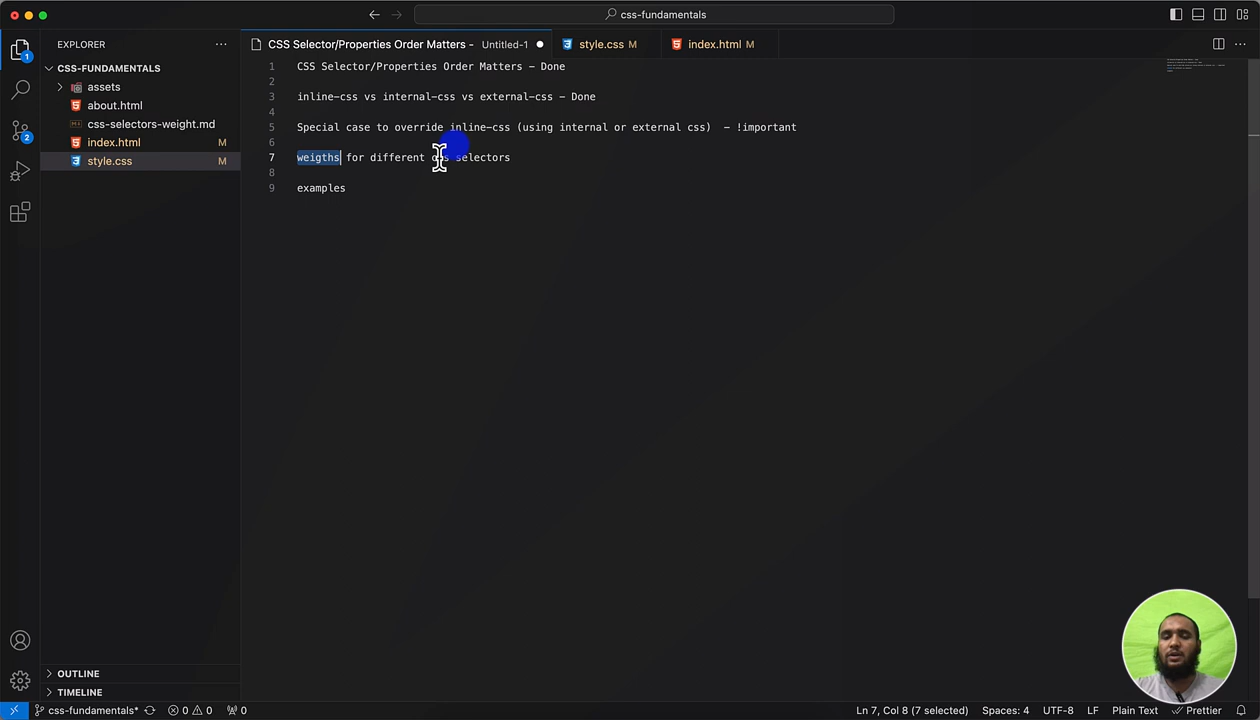 css-fundamentals
EXPLORER
CSS Selector/Properties Order Matters – Untitled-1
style.css M
index.html M
CSS-FUNDAMENTALS
assets
about.html
css-selectors-weight.md
index.html M
style.css M
1 CSS Selector/Properties Order Matters – Done
2
3 inline-css vs internal-css vs external-css – Done
4
5 Special case to override inline-css (using internal or external css) – !important
6
7 weigths for different css selectors
8
9 examples
1
2
OUTLINE
TIMELINE
css-fundamentals* 0 0 0 Ln 7, Col 8 (7 selected) Spaces: 4 UTF-8 LF Plain Text Prettier